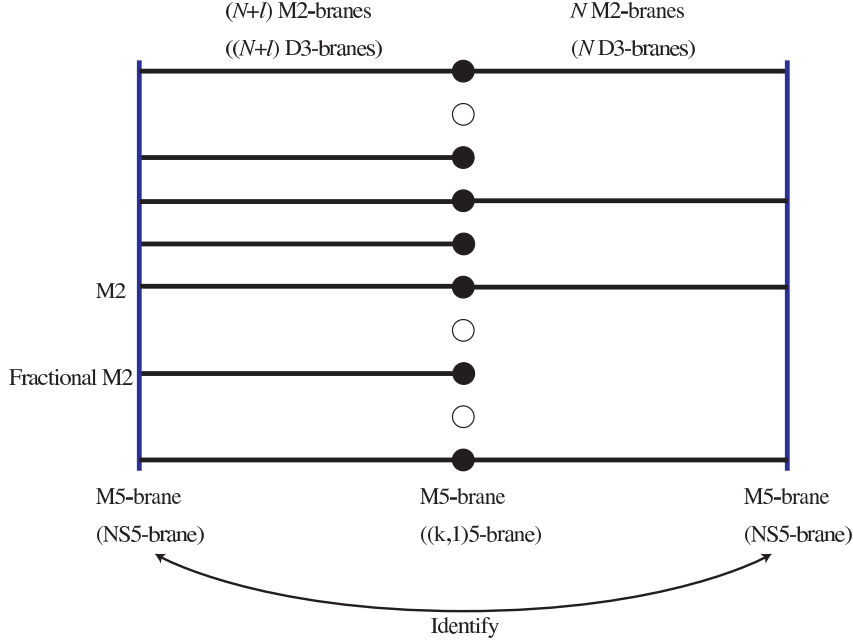 (N+l) M2-branes
N M2-branes
((N+l) D3-branes)
(N D3-branes)
M2
Fractional M2
M5-brane
M5-brane
M5-brane
(NS5-brane)
((k,1)5-brane)
(NS5-brane)
Identify